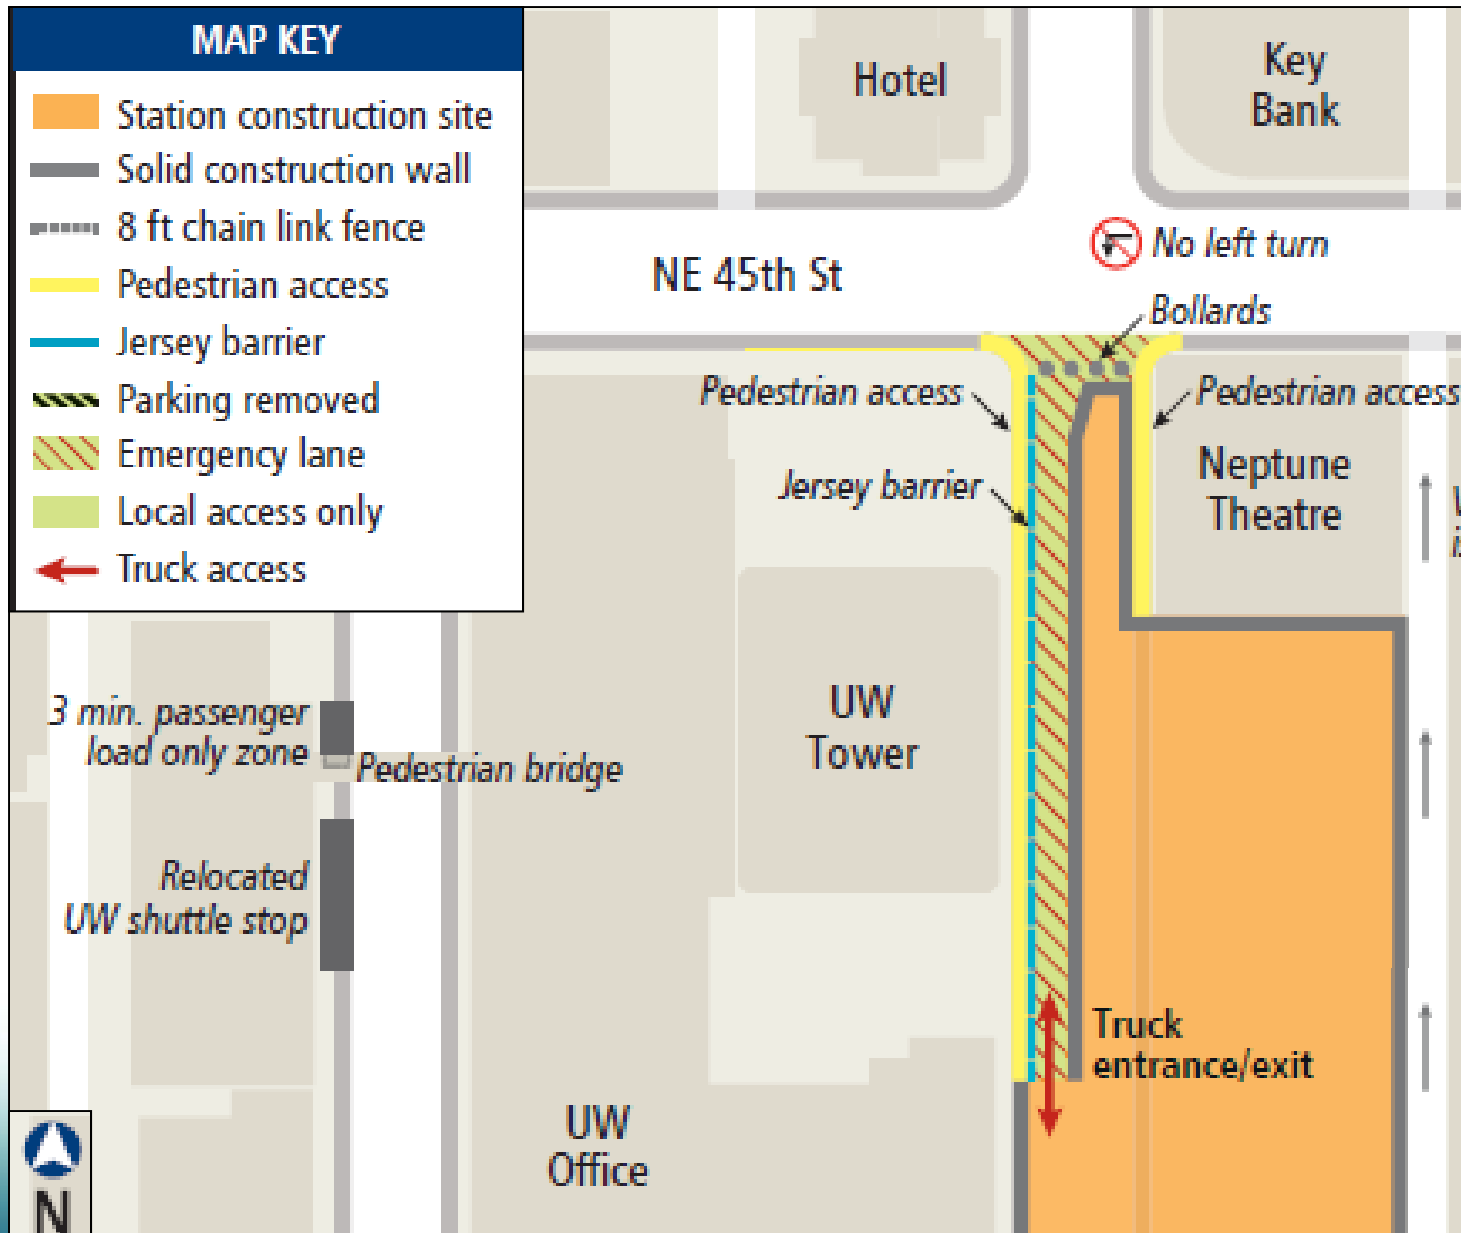 MAP KEY
Station construction site
Solid construction wall
8 ft chain link fence
Pedestrian access
Jersey barrier
Parking removed
Emergency lane
Local access only
Truck access
Hotel
Key
Bank
No left turn
NE 45th St
Bollards
Pedestrian access
Pedestrian access
Jersey barrier
Neptune
Theatre
UW
Tower
3 min. passenger
load only zone
Pedestrian bridge
Relocated
UW shuttle stop
Truck
entrance/exit
UW
Office
N